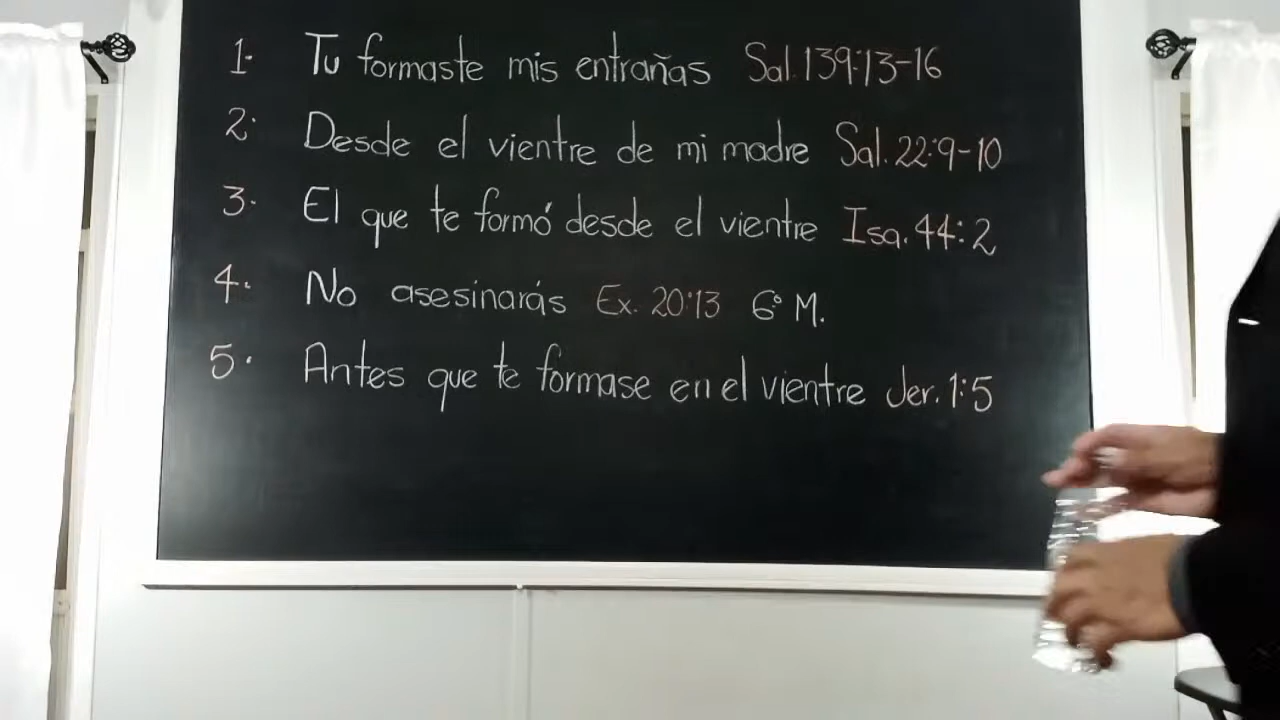 1. Tu formaste mis entrañas Sal. 139:13-16
2. Desde el vientre de mi madre Sal. 22:9-10
3. El que te formó desde el vientre Isa. 44:2
4. No asesinarás Ex. 20:13 6° M.
5. Antes que te formase en el vientre Jer. 1:5